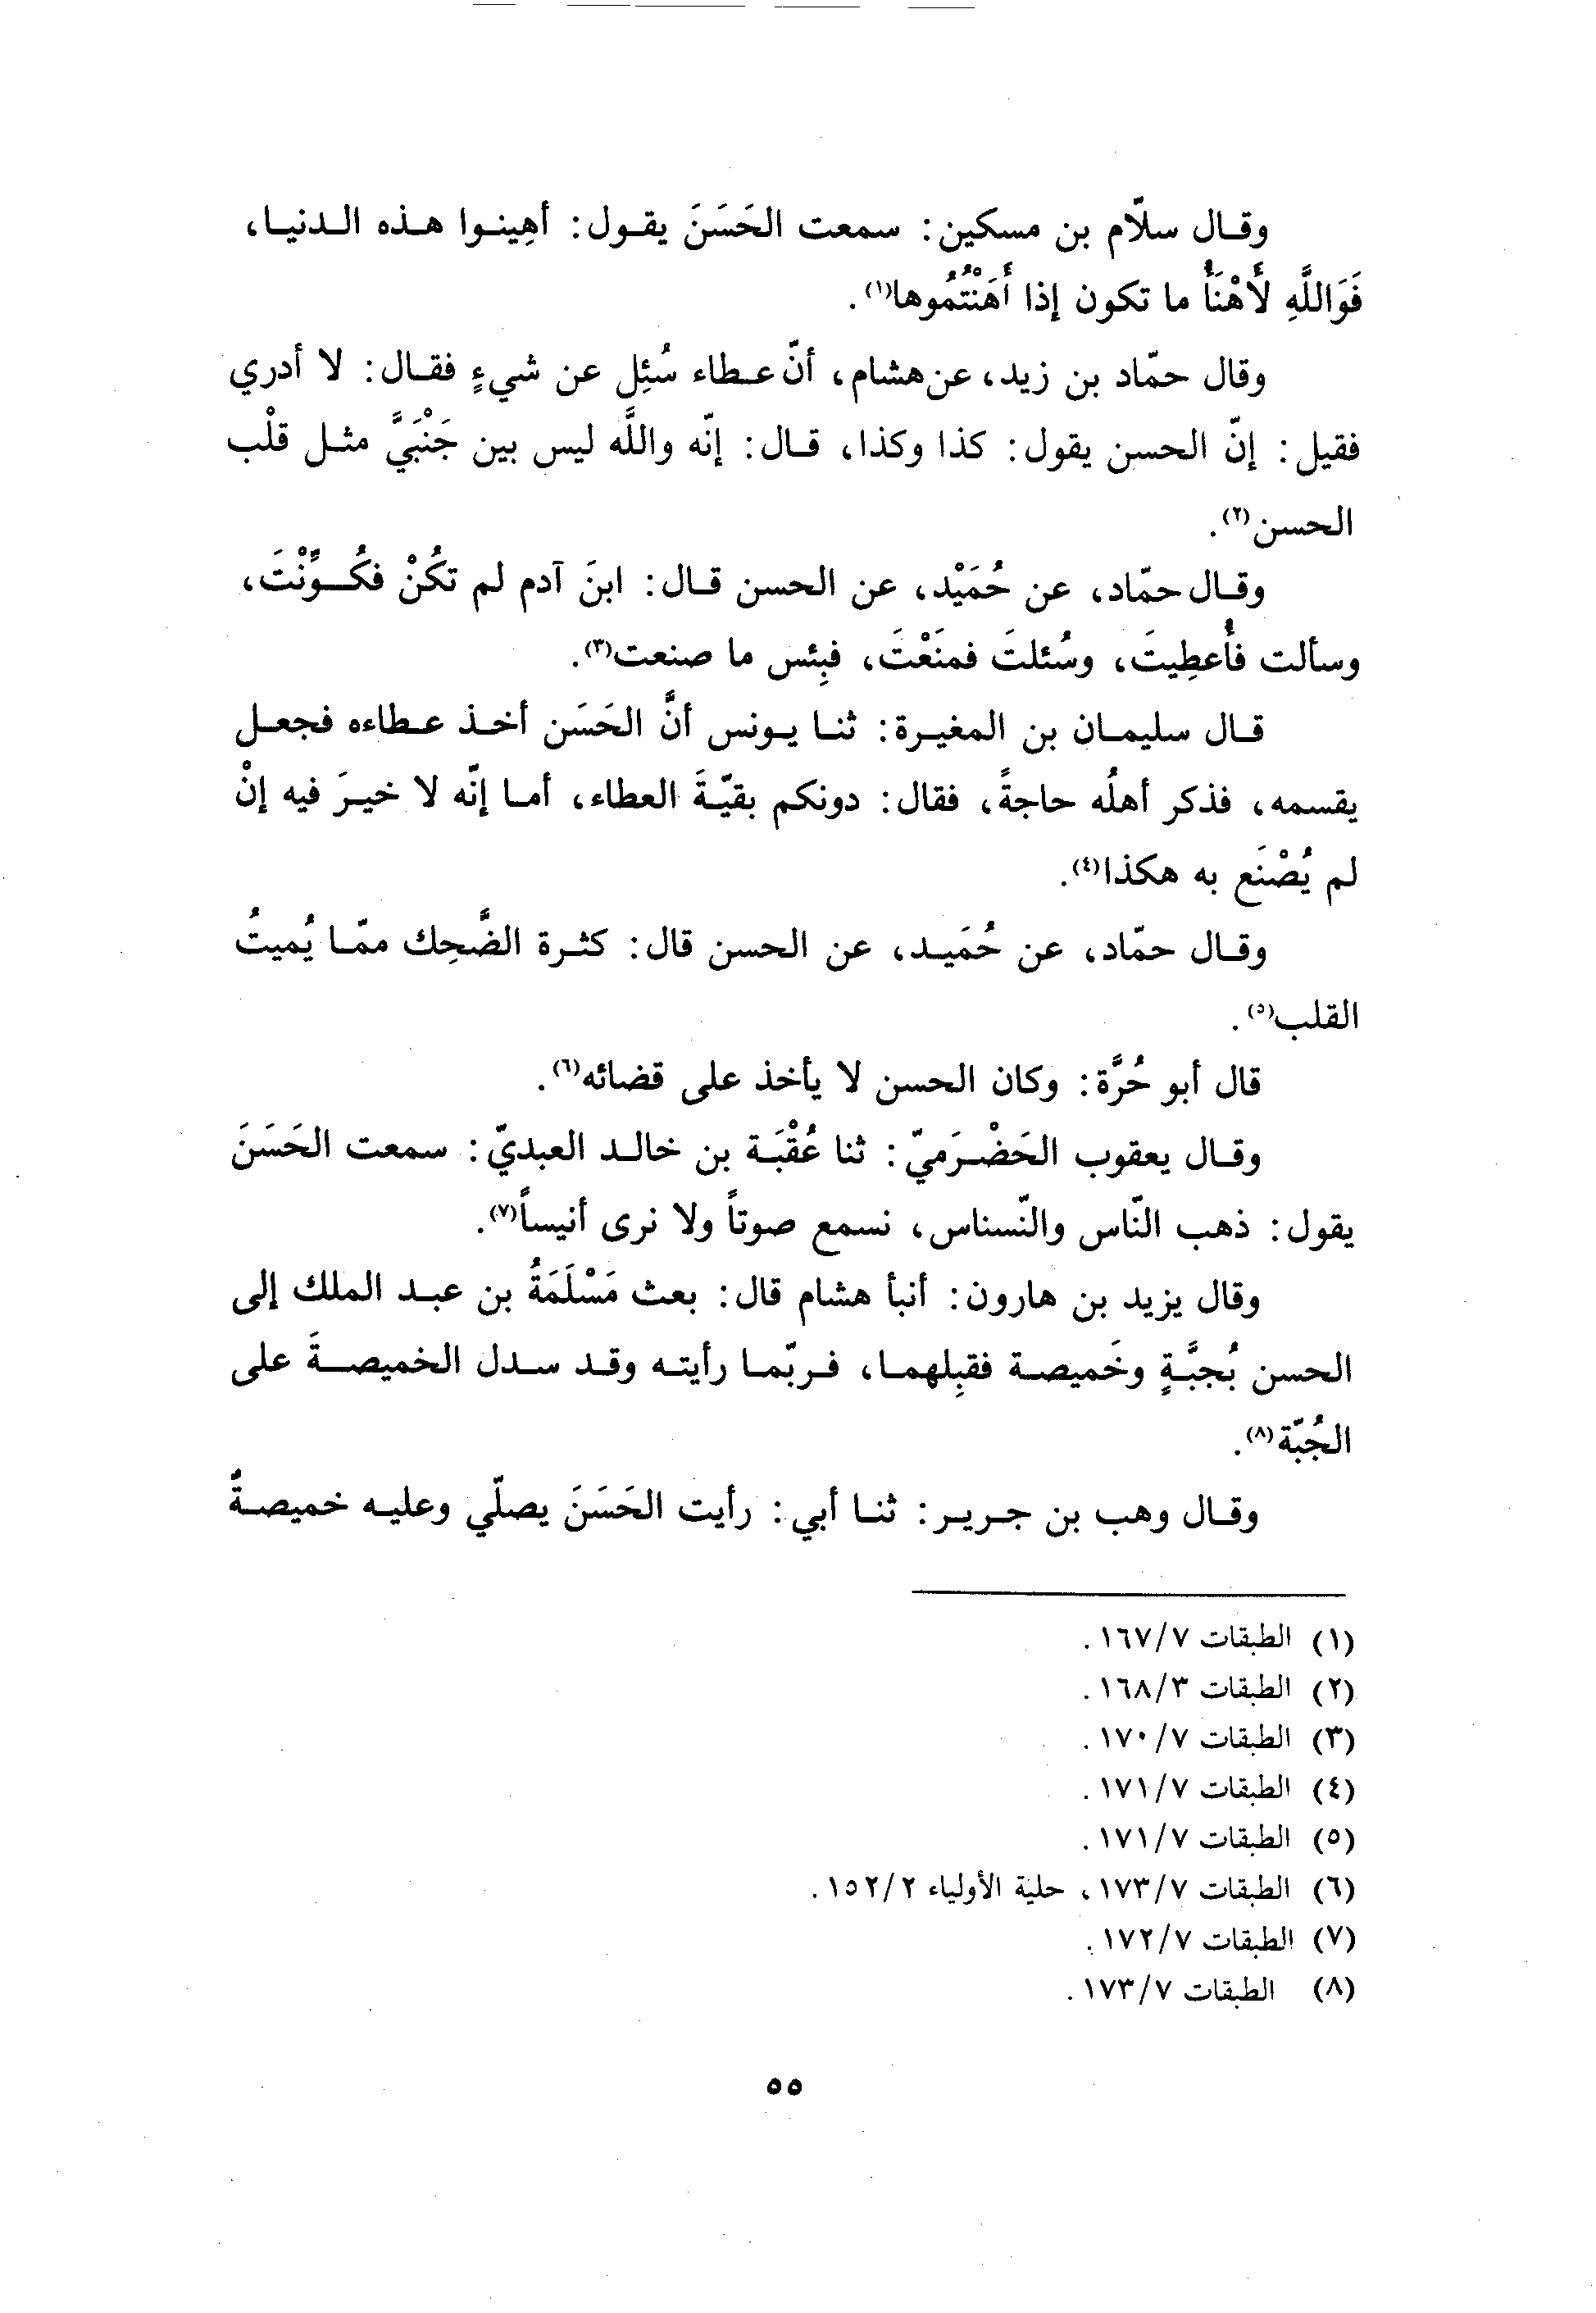 وقال سلّام بن مسكين: سمعت الحَسَنَ يقول: أهِينوا هذه الدنيا،
فَوَاللَّهِ لَأَهْنَأُ ما تكون إذا أَهَنْتُمُوها(١).
وقال حمّاد بن زيد، عن هشام، أنّ عطاء سُئِل عن شيءٍ فقال: لا أدري
فقيل: إنّ الحسن يقول: كذا وكذا، قال: إنّه واللَّه ليس بين جَنْبَيَّ مثل قلْب
الحسن(٢).
وقال حمّاد، عن حُمَيْد، عن الحسن قال: ابنَ آدم لم تكُنْ فكُوِّنْتَ،
وسألت فأُعطِيتَ، وسُئلتَ فمنَعْتَ، فبِئس ما صنعت(٣).
قال سليمان بن المغيرة: ثنا يونس أنَّ الحَسَن أخذ عطاءه فجعل
يقسمه، فذكر أهلُه حاجةً، فقال: دونكم بقيّةَ العطاء، أما إنّه لا خيرَ فيه إنْ
لم يُصْنَع به هكذا(٤).
وقال حمّاد، عن حُمَيد، عن الحسن قال: كثرة الضَّحِك ممّا يُميتُ
القلب(٥).
قال أبو حُرَّة: وكان الحسن لا يأخذ على قضائه(٦).
وقال يعقوب الحَضْرَميّ: ثنا عُقْبَة بن خالد العبديّ: سمعت الحَسَنَ
يقول: ذهب النّاس والنّسناس، نسمع صوتاً ولا نرى أنيساً(٧).
وقال يزيد بن هارون: أنبأ هشام قال: بعث مَسْلَمَةُ بن عبد الملك إلى
الحسن بُجبَّةٍ وخَميصة فقبِلهما، فربّما رأيته وقد سدل الخميصةَ على
الجُبّة(٨).
وقال وهب بن جرير: ثنا أبي: رأيت الحَسَنَ يصلّي وعليه خميصةٌ
(١) الطبقات ١٦٧/٧.
(٢) الطبقات ١٦٨/٣.
(٣) الطبقات ١٧٠/٧.
(٤) الطبقات ١٧١/٧.
(٥) الطبقات ١٧١/٧.
(٦) الطبقات ١٧٣/٧، حلية الأولياء ١٥٢/٢.
(٧) الطبقات ١٧٢/٧.
(٨) الطبقات ١٧٣/٧.
٥٥